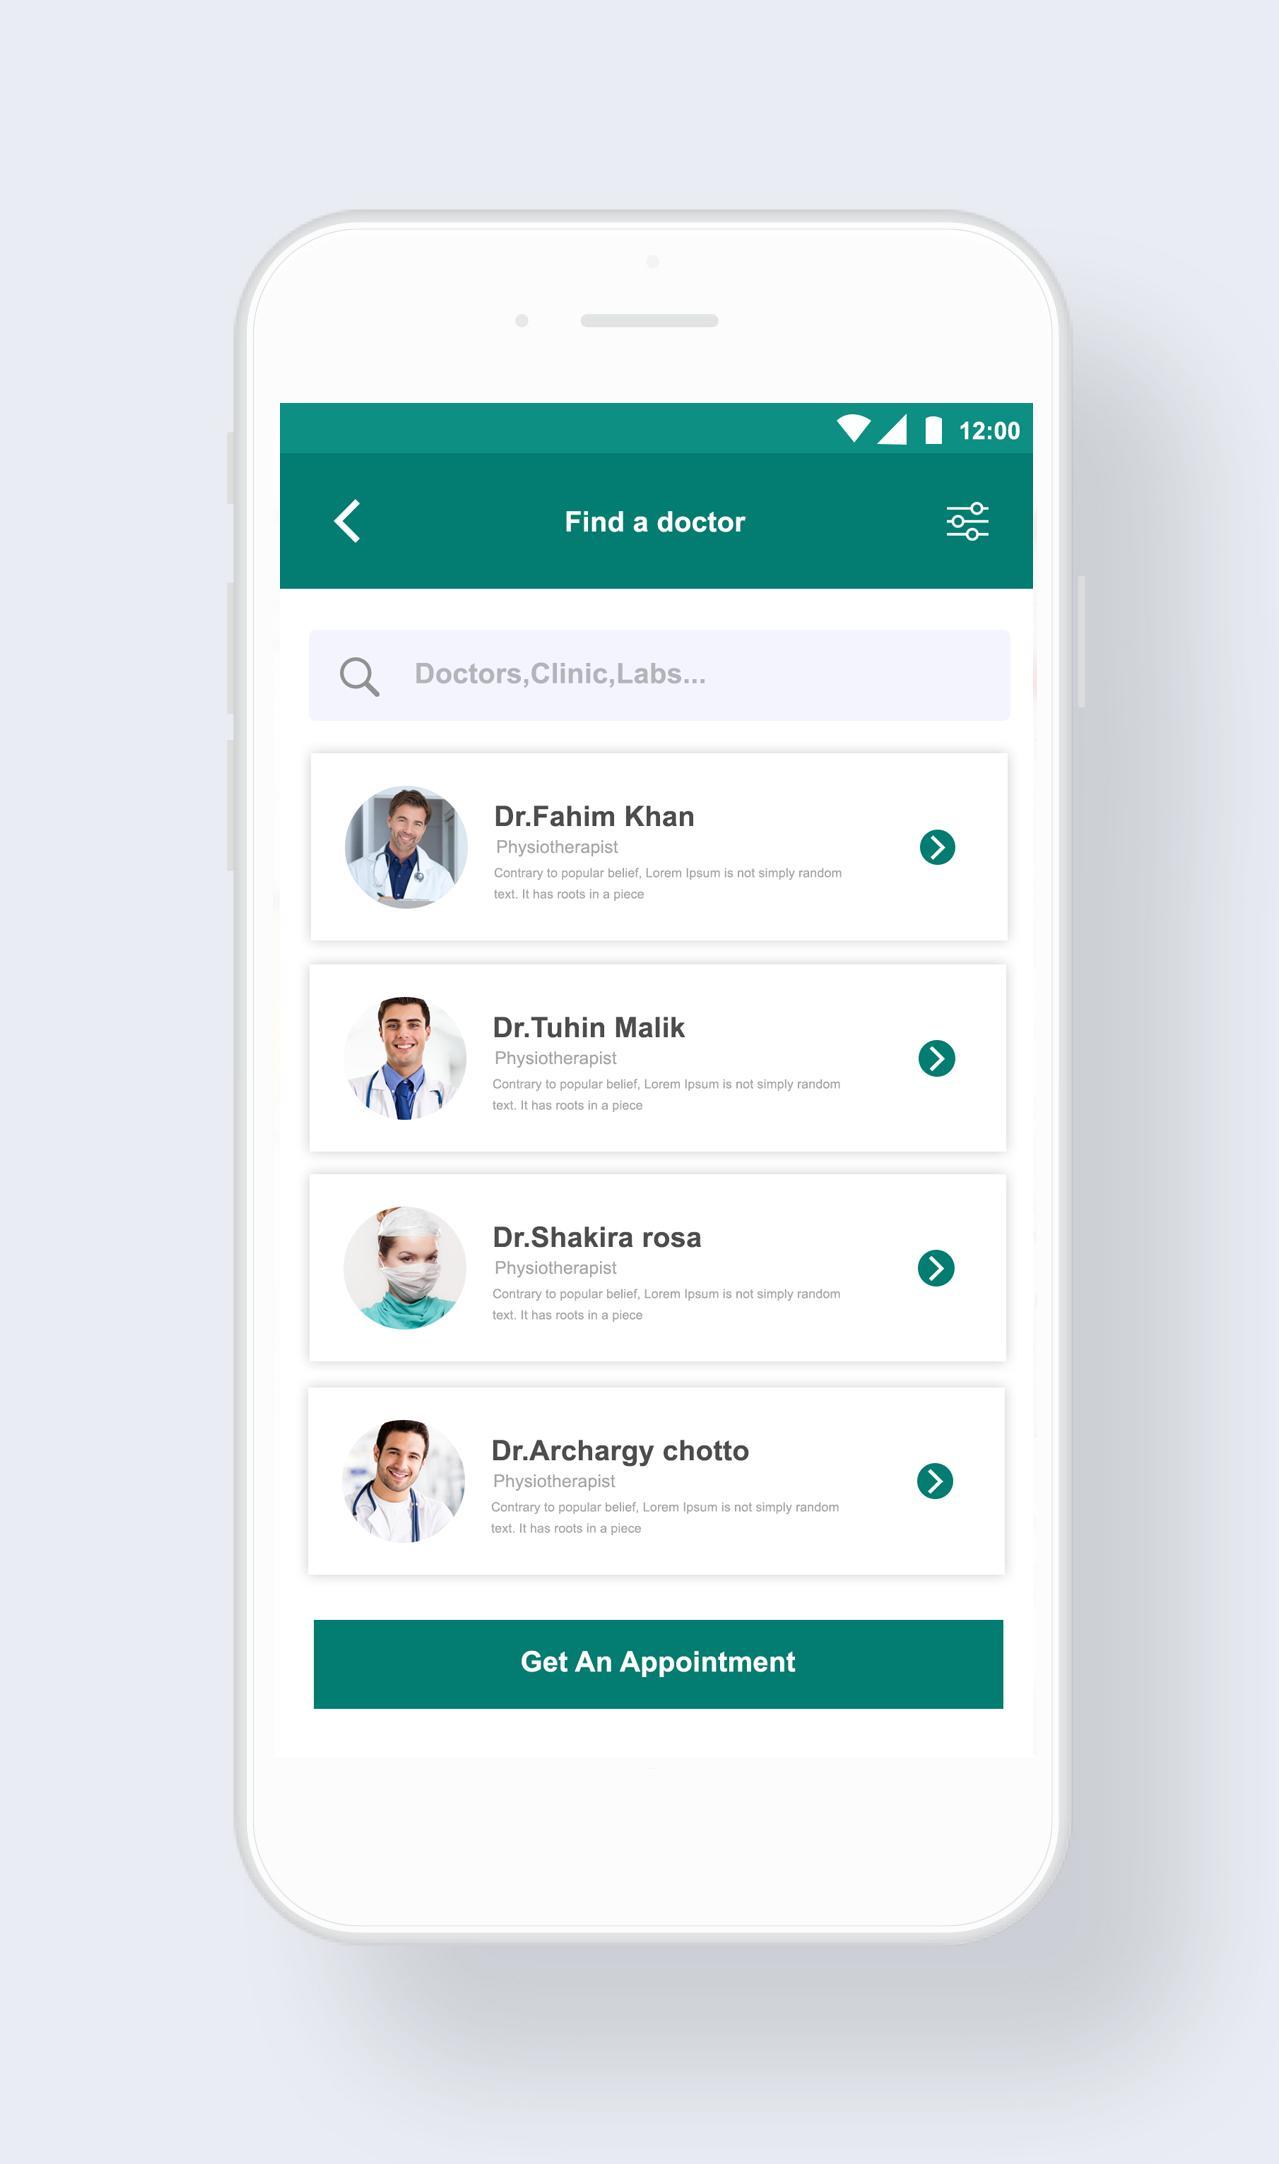 12:00
Find a doctor
Doctors,Clinic,Labs...
Dr.Fahim Khan
Physiotherapist
Contrary to popular belief, Lorem Ipsum is not simply random
text. It has roots in a piece
Dr.Tuhin Malik
Physiotherapist
Contrary to popular belief, Lorem Ipsum is not simply random
text. It has roots in a piece
Dr.Shakira rosa
Physiotherapist
Contrary to popular belief, Lorem Ipsum is not simply random
text. It has roots in a piece
Dr.Archargy chotto
Physiotherapist
Contrary to popular belief, Lorem Ipsum is not simply random
text. It has roots in a piece
Get An Appointment